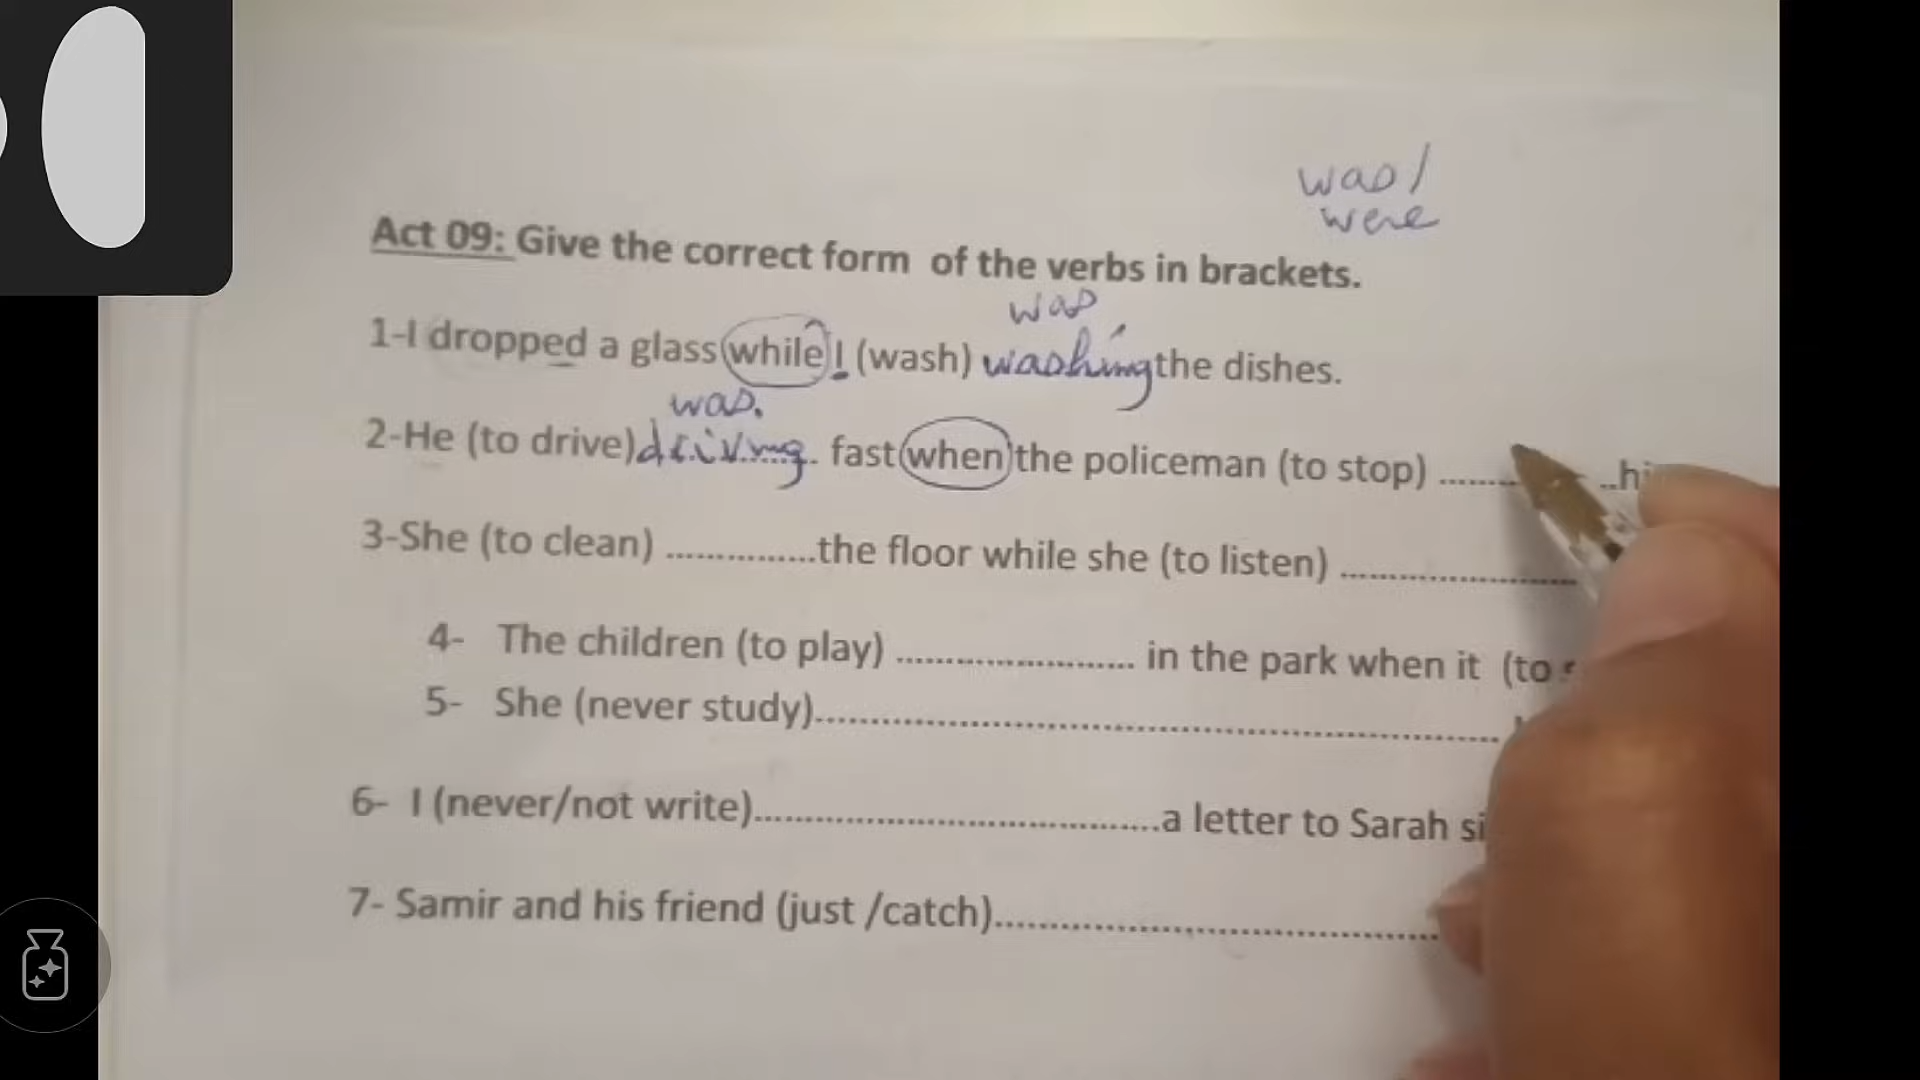 was/
were
Act 09: Give the correct form of the verbs in brackets.
was
1-I dropped a glass while I (wash) washing the dishes.
was.
2-He (to drive) driving fast when the policeman (to stop) ..........
3-She (to clean) ...............the floor while she (to listen) ........................
4- The children (to play) ........................ in the park when it (to
5- She (never study)......................................................................
6- I (never/not write)..........................................a letter to Sarah
7- Samir and his friend (just /catch)..............................................